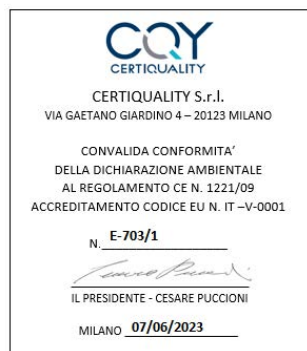 CQY
CERTIQUALITY
CERTIQUALITY S.r.l.
VIA GAETANO GIARDINO 4 – 20123 MILANO
CONVALIDA CONFORMITA’
DELLA DICHIARAZIONE AMBIENTALE
AL REGOLAMENTO CE N. 1221/09
ACCREDITAMENTO CODICE EU N. IT –V-0001
N. E-703/1
IL PRESIDENTE - CESARE PUCCIONI
MILANO 07/06/2023